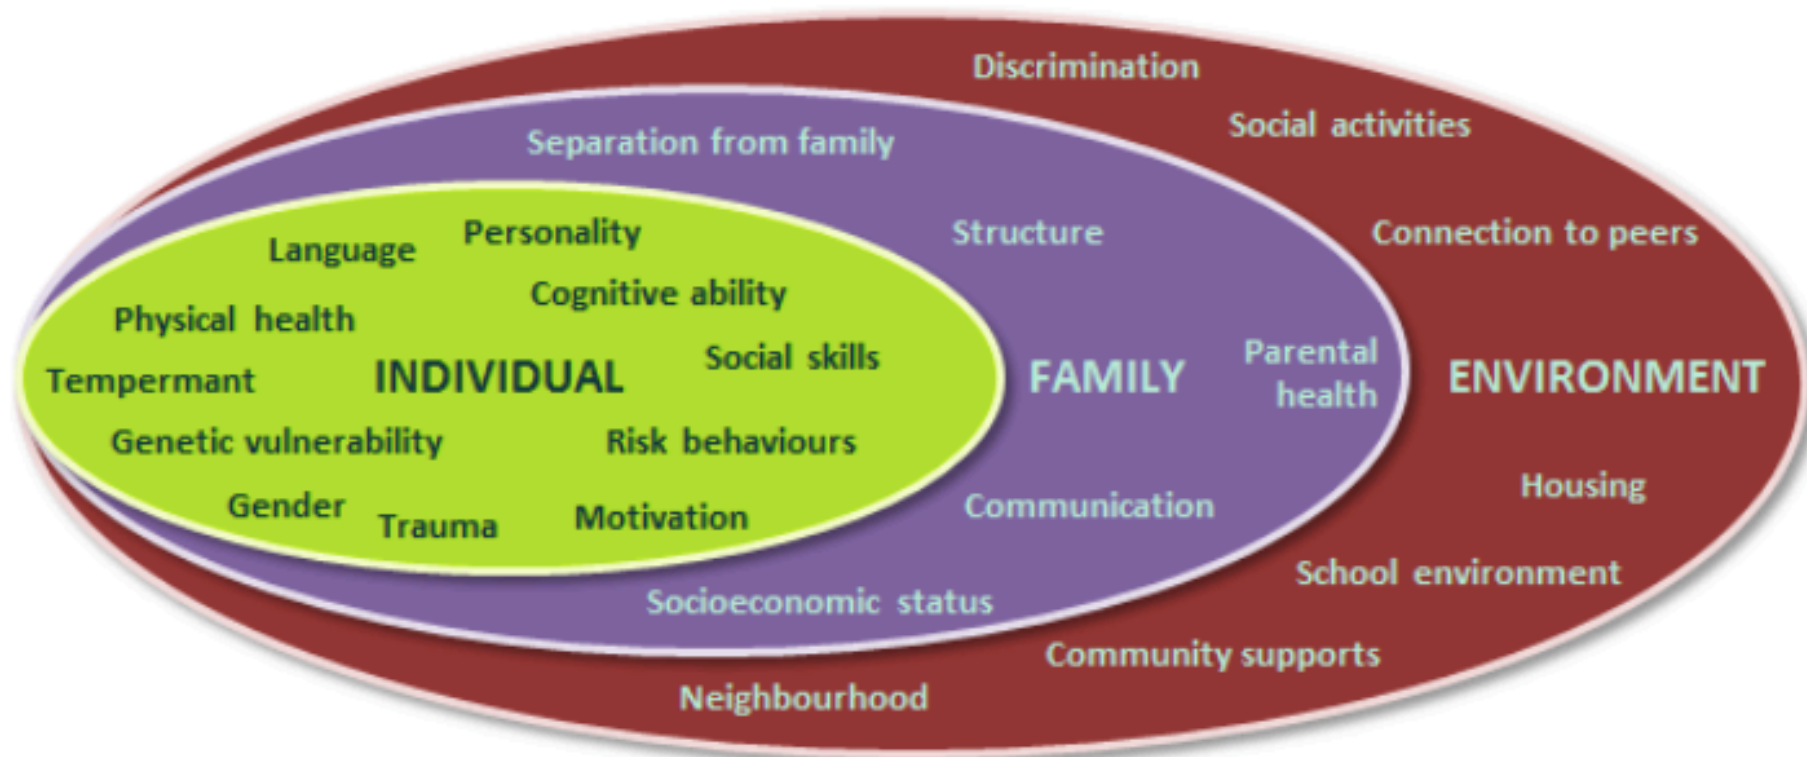 Discrimination
Social activities
Separation from family
Structure
Connection to peers
Personality
Language
Cognitive ability
Physical health
Social skills
Tempermant
INDIVIDUAL
FAMILY
Parental
health
ENVIRONMENT
Genetic vulnerability
Risk behaviours
Housing
Gender
Trauma
Motivation
Communication
School environment
Socioeconomic status
Community supports
Neighbourhood